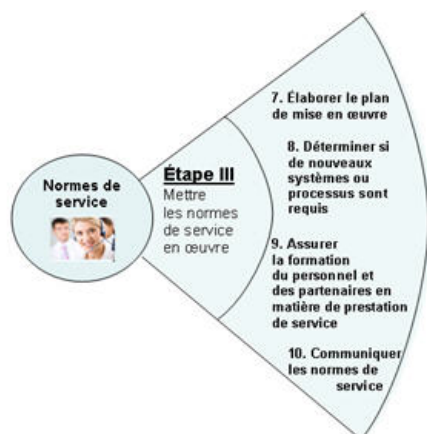 Normes de
service
Étape III
Mettre
les normes
de service
en œuvre
7. Élaborer le plan
de mise en œuvre
8. Déterminer si
de nouveaux
systèmes ou
processus sont
requis
9. Assurer
la formation
du personnel et
des partenaires en
matière de prestation
de service
10. Communiquer
les normes de
service